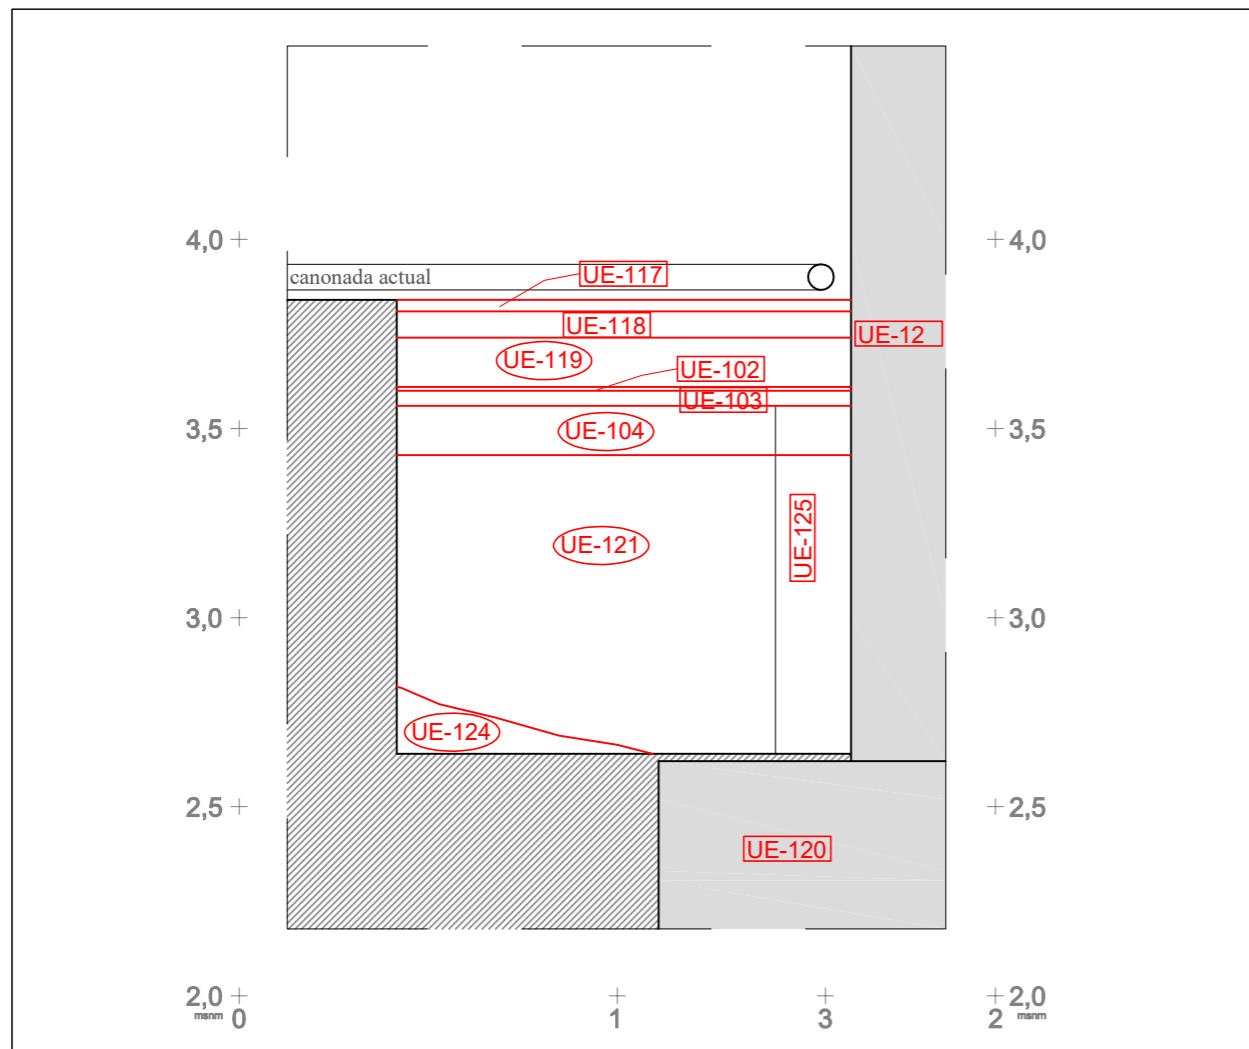 4,0 4,0
canonada actual
UE-117
UE-118
UE-12
UE-119
UE-102
UE-103
3,5 3,5
UE-104
UE-125
UE-121
3,0 3,0
UE-124
2,5 2,5
UE-120
2,0 2,0
msnm msnm
0 1 3 2